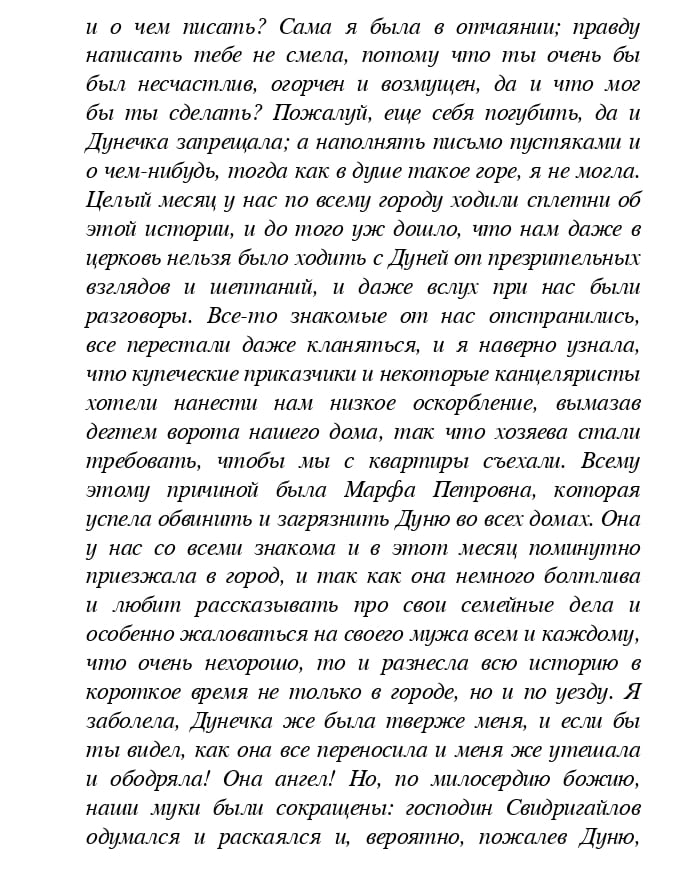 и о чем писать? Сама я была в отчаянии; правду
написать тебе не смела, потому что ты очень бы
был несчастлив, огорчен и возмущен, да и что мог
бы ты сделать? Пожалуй, еще себя погубить, да и
Дунечка запрещала; а наполнять письмо пустяками и
о чем-нибудь, тогда как в душе такое горе, я не могла.
Целый месяц у нас по всему городу ходили сплетни об
этой истории, и до того уж дошло, что нам даже в
церковь нельзя было ходить с Дуней от презрительных
взглядов и шептаний, и даже вслух при нас были
разговоры. Все-то знакомые от нас отстранились,
все перестали даже кланяться, и я наверно узнала,
что купеческие приказчики и некоторые канцеляристы
хотели нанести нам низкое оскорбление, вымазав
дегтем ворота нашего дома, так что хозяева стали
требовать, чтобы мы с квартиры съехали. Всему
этому причиной была Марфа Петровна, которая
успела обвинить и загрязнить Дуню во всех домах. Она
у нас со всеми знакома и в этот месяц поминутно
приезжала в город, и так как она немного болтлива
и любит рассказывать про свои семейные дела и
особенно жаловаться на своего мужа всем и каждому,
что очень нехорошо, то и разнесла всю историю в
короткое время не только в городе, но и по уезду. Я
заболела, Дунечка же была тверже меня, и если бы
ты видел, как она все переносила и меня же утешала
и ободряла! Она ангел! Но, по милосердию божию,
наши муки были сокращены: господин Свидригайлов
одумался и раскаялся и, вероятно, пожалев Дуню,